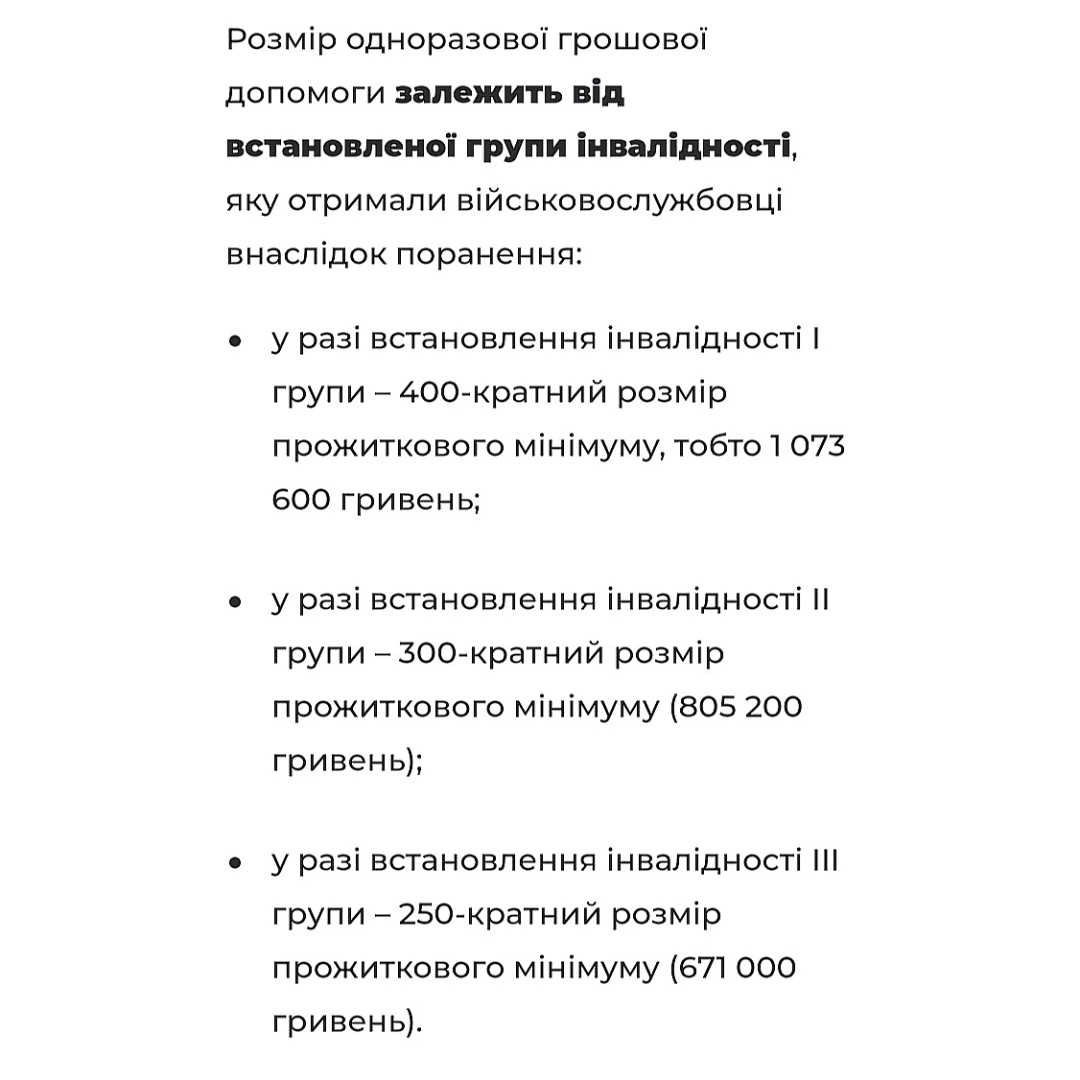 Розмір одноразової грошової
допомоги залежить від
встановленої групи інвалідності,
яку отримали військовослужбовці
внаслідок поранення:
• у разі встановлення інвалідності I
групи – 400-кратний розмір
прожиткового мінімуму, тобто 1 073
600 гривень;
• у разі встановлення інвалідності II
групи – 300-кратний розмір
прожиткового мінімуму (805 200
гривень);
• у разі встановлення інвалідності III
групи – 250-кратний розмір
прожиткового мінімуму (671 000
гривень).